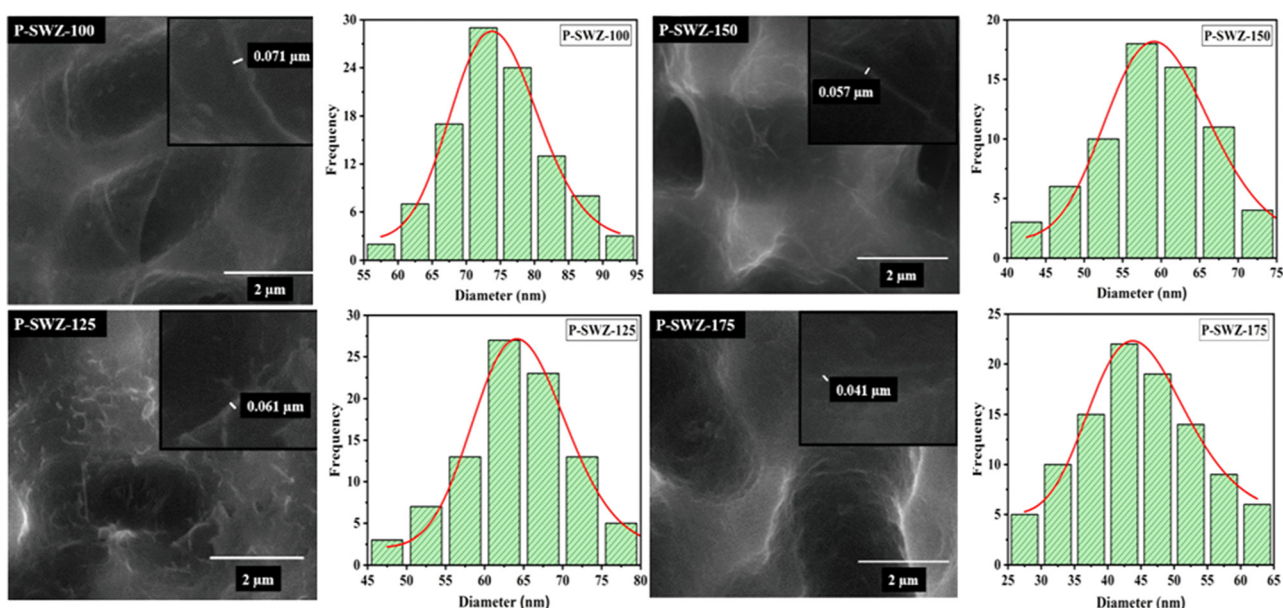 P-SWZ-100
0.071 µm
2 µm
P-SWZ-100
Frequency
30
24
18
12
6
0
55 60 65 70 75 80 85 90 95
Diameter (nm)
P-SWZ-150
0.057 µm
2 µm
P-SWZ-150
Frequency
20
15
10
5
0
40 45 50 55 60 65 70 75
Diameter (nm)
P-SWZ-125
0.061 µm
2 µm
P-SWZ-125
Frequency
30
25
20
15
10
5
0
45 50 55 60 65 70 75 80
Diameter (nm)
P-SWZ-175
0.041 µm
2 µm
P-SWZ-175
Frequency
25
20
15
10
5
0
25 30 35 40 45 50 55 60 65
Diameter (nm)